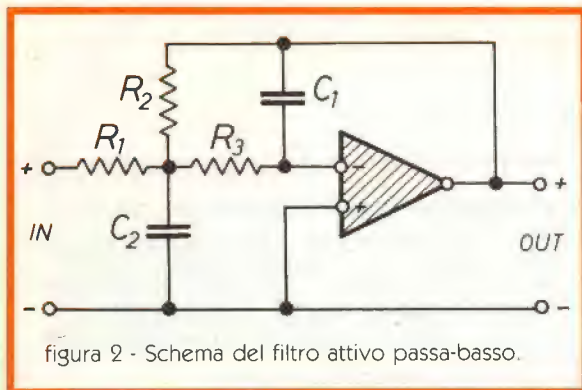 R2
C1
R1
R3
+
-
+
+
IN
C2
OUT
-
-
figura 2 - Schema del filtro attivo passa-basso.